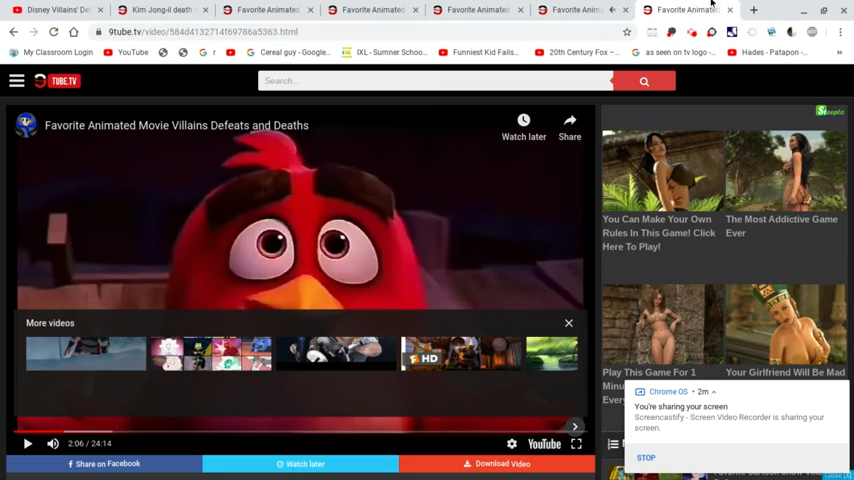 Disney Villains' Def
Kim Jong-il death
Favorite Animated
Favorite Animated
Favorite Animated
Favorite Anim
Favorite Animated
9tube.tv/video/584d4132714f69786a5363.html
My Classroom Login
YouTube
G r
Cereal guy - Google...
IXL - Sumner Schoo...
Funniest Kid Fails...
20th Century Fox –...
as seen on tv logo -...
Hades - Patapon -...
9TUBE.TV
Search...
Favorite Animated Movie Villains Defeats and Deaths
Watch later
Share
You Can Make Your Own
Rules In This Game! Click
Here To Play!
The Most Addictive Game
Ever
More videos
HD
Play This Game For 1
Your Girlfriend Will Be Mad
Chrome OS • 2m
You're sharing your screen
Screencastify - Screen Video Recorder is sharing your
screen.
STOP
2:06 / 24:14
YouTube
Share on Facebook
Watch later
Download Video
Close [X]